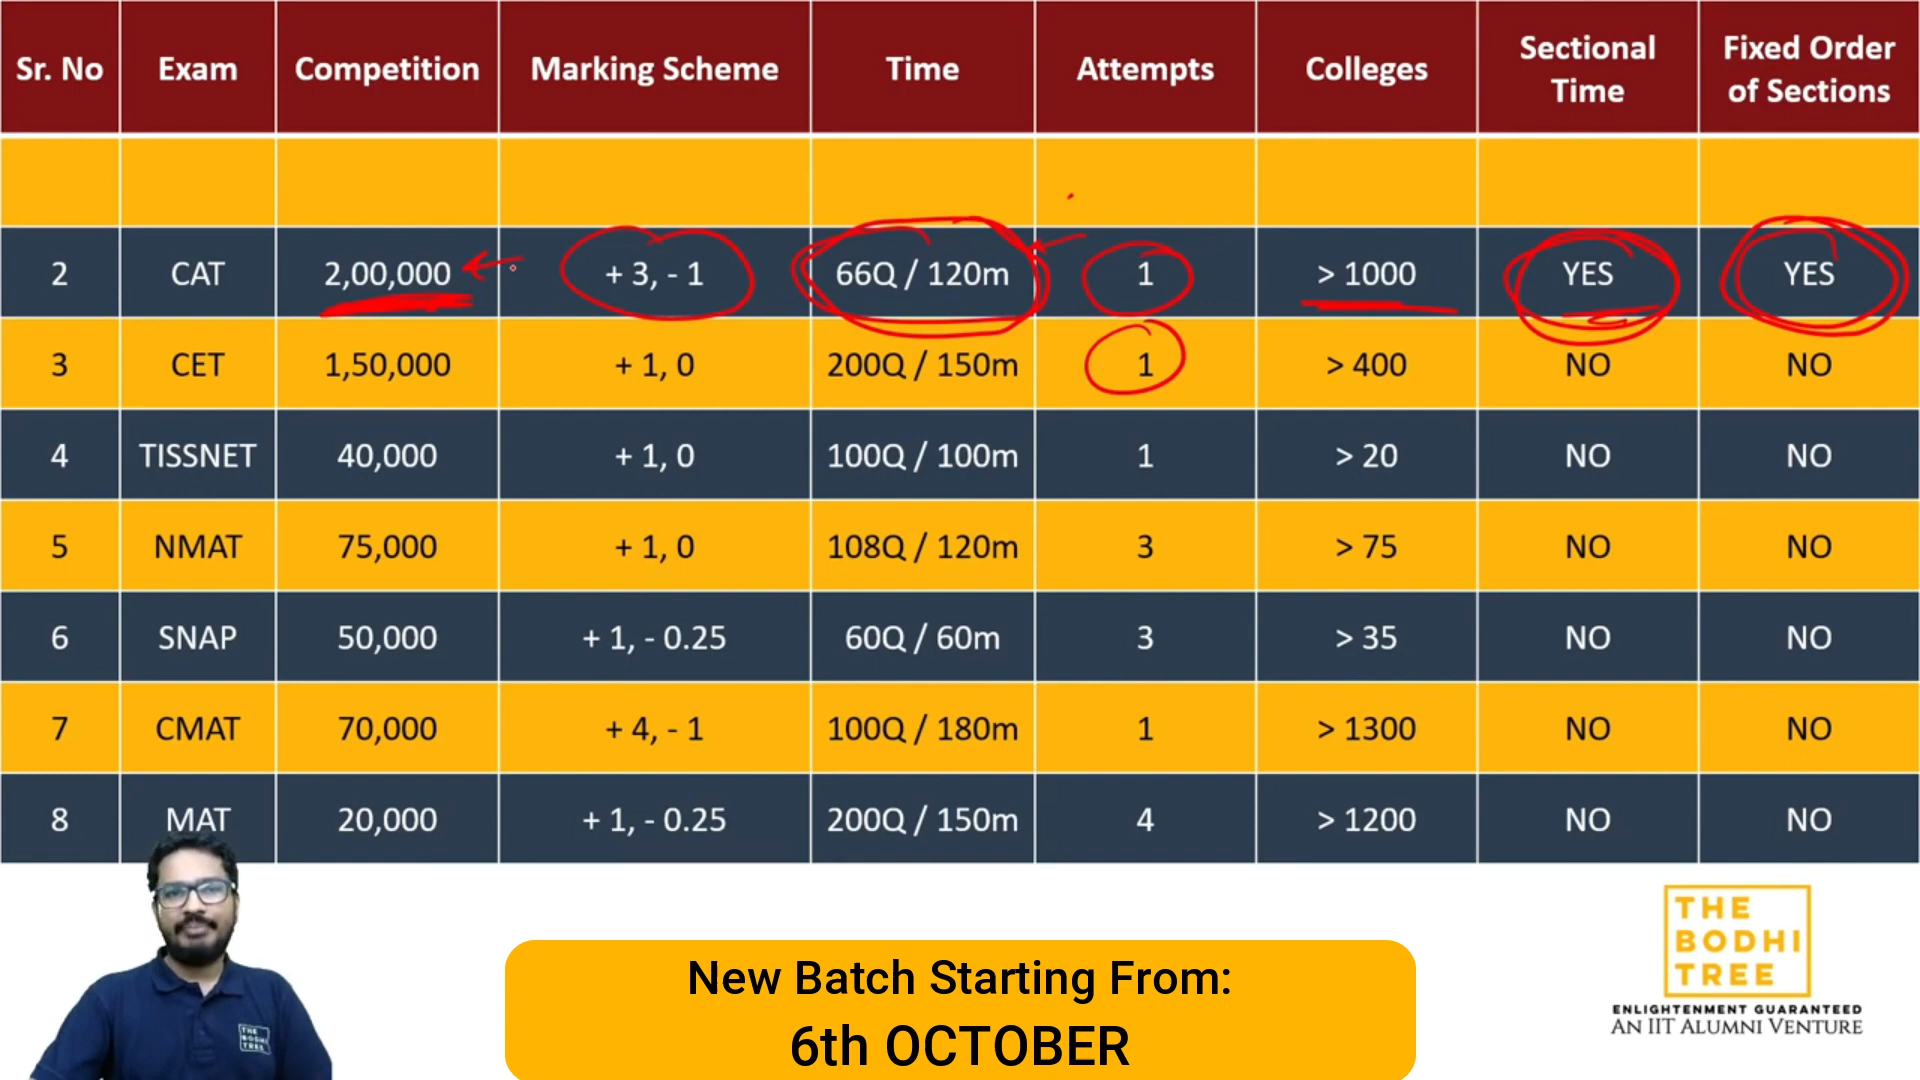 Sr. No Exam Competition Marking Scheme Time Attempts Colleges Sectional Time Fixed Order of Sections
2 CAT 2,00,000 + 3, - 1 66Q / 120m 1 > 1000 YES YES
3 CET 1,50,000 + 1, 0 200Q / 150m 1 > 400 NO NO
4 TISSNET 40,000 + 1, 0 100Q / 100m 1 > 20 NO NO
5 NMAT 75,000 + 1, 0 108Q / 120m 3 > 75 NO NO
6 SNAP 50,000 + 1, - 0.25 60Q / 60m 3 > 35 NO NO
7 CMAT 70,000 + 4, - 1 100Q / 180m 1 > 1300 NO NO
8 MAT 20,000 + 1, - 0.25 200Q / 150m 4 > 1200 NO NO
THE
BODHI
TREE
New Batch Starting From:
6th OCTOBER
THE
BODHI
TREE
ENLIGHTENMENT GUARANTEED
AN IIT ALUMNI VENTURE